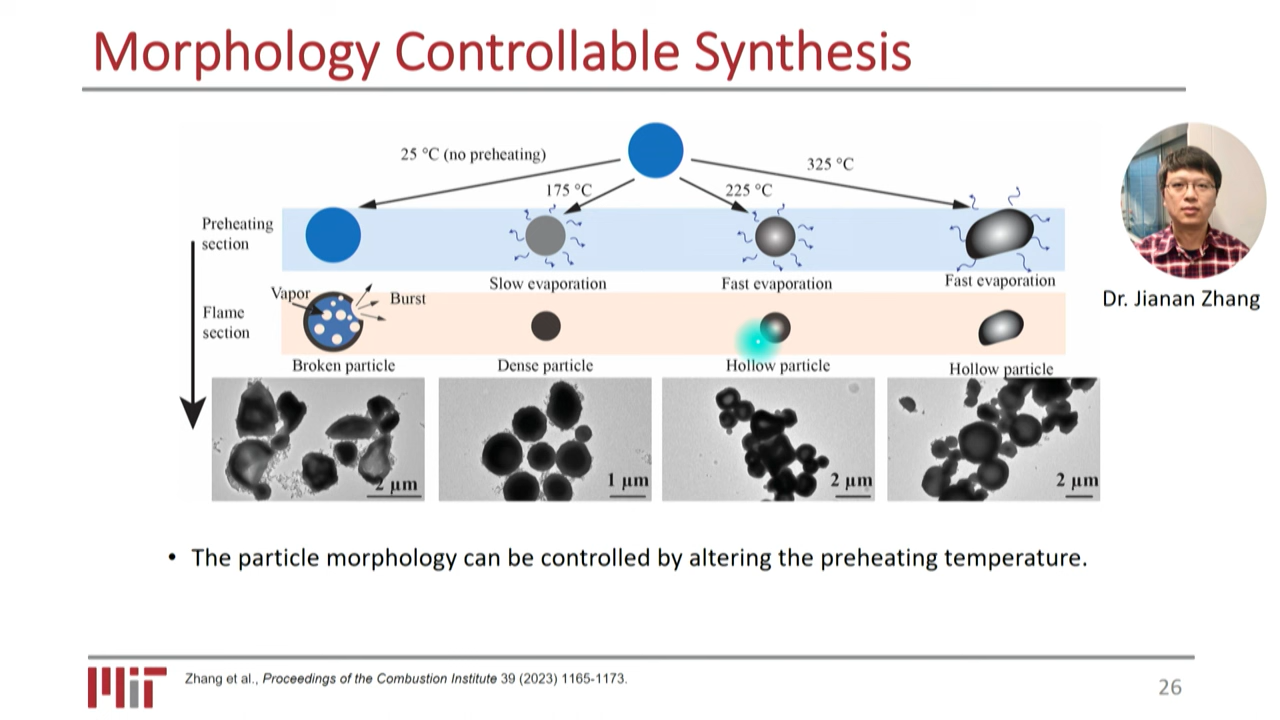 Morphology Controllable Synthesis
25 °C (no preheating)
175 °C
225 °C
325 °C
Preheating
section
Slow evaporation
Fast evaporation
Fast evaporation
Dr. Jianan Zhang
Vapor
Burst
Flame
section
Broken particle
Dense particle
Hollow particle
Hollow particle
2 μm
1 μm
2 μm
2 μm
• The particle morphology can be controlled by altering the preheating temperature.
MIT
Zhang et al., Proceedings of the Combustion Institute 39 (2023) 1165-1173.
26